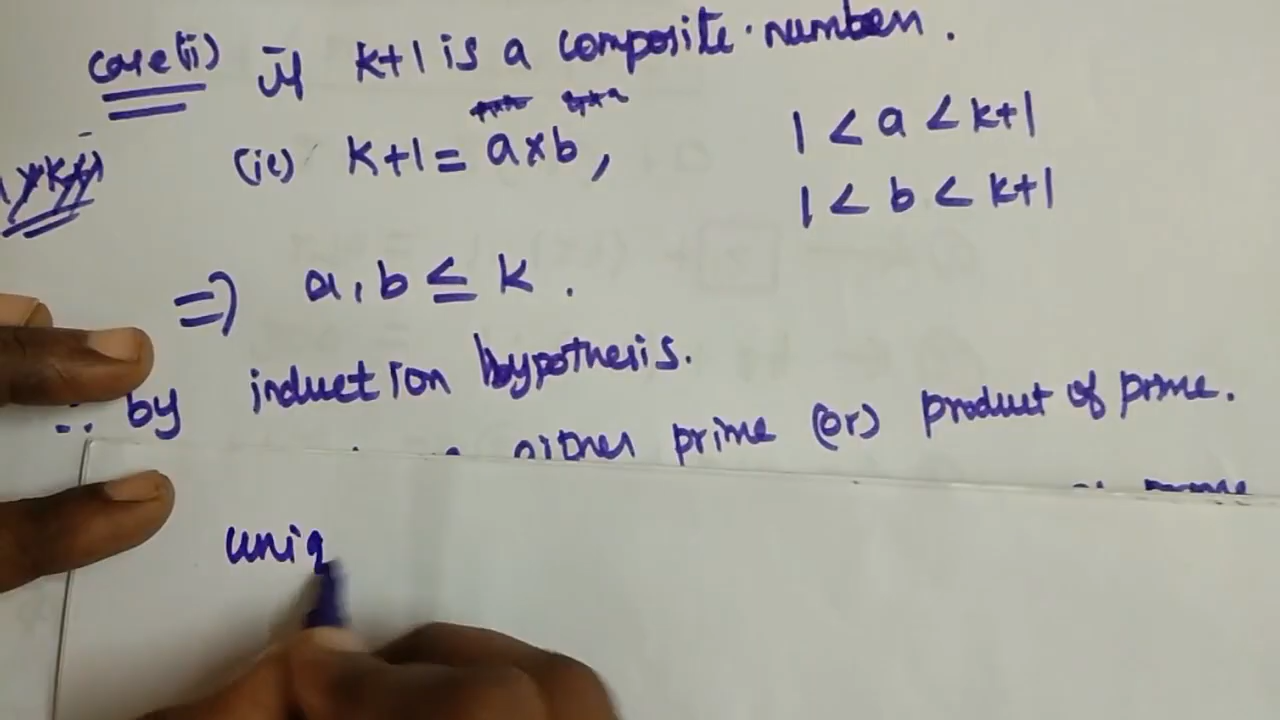 case(ii) if k+1 is a composite number.
(ie) k+1 = a×b, 1 < a < k+1
1 < b < k+1
=> a, b ≤ k.
∴ by induction hypothesis.
either prime (or) product of prime.
uniq